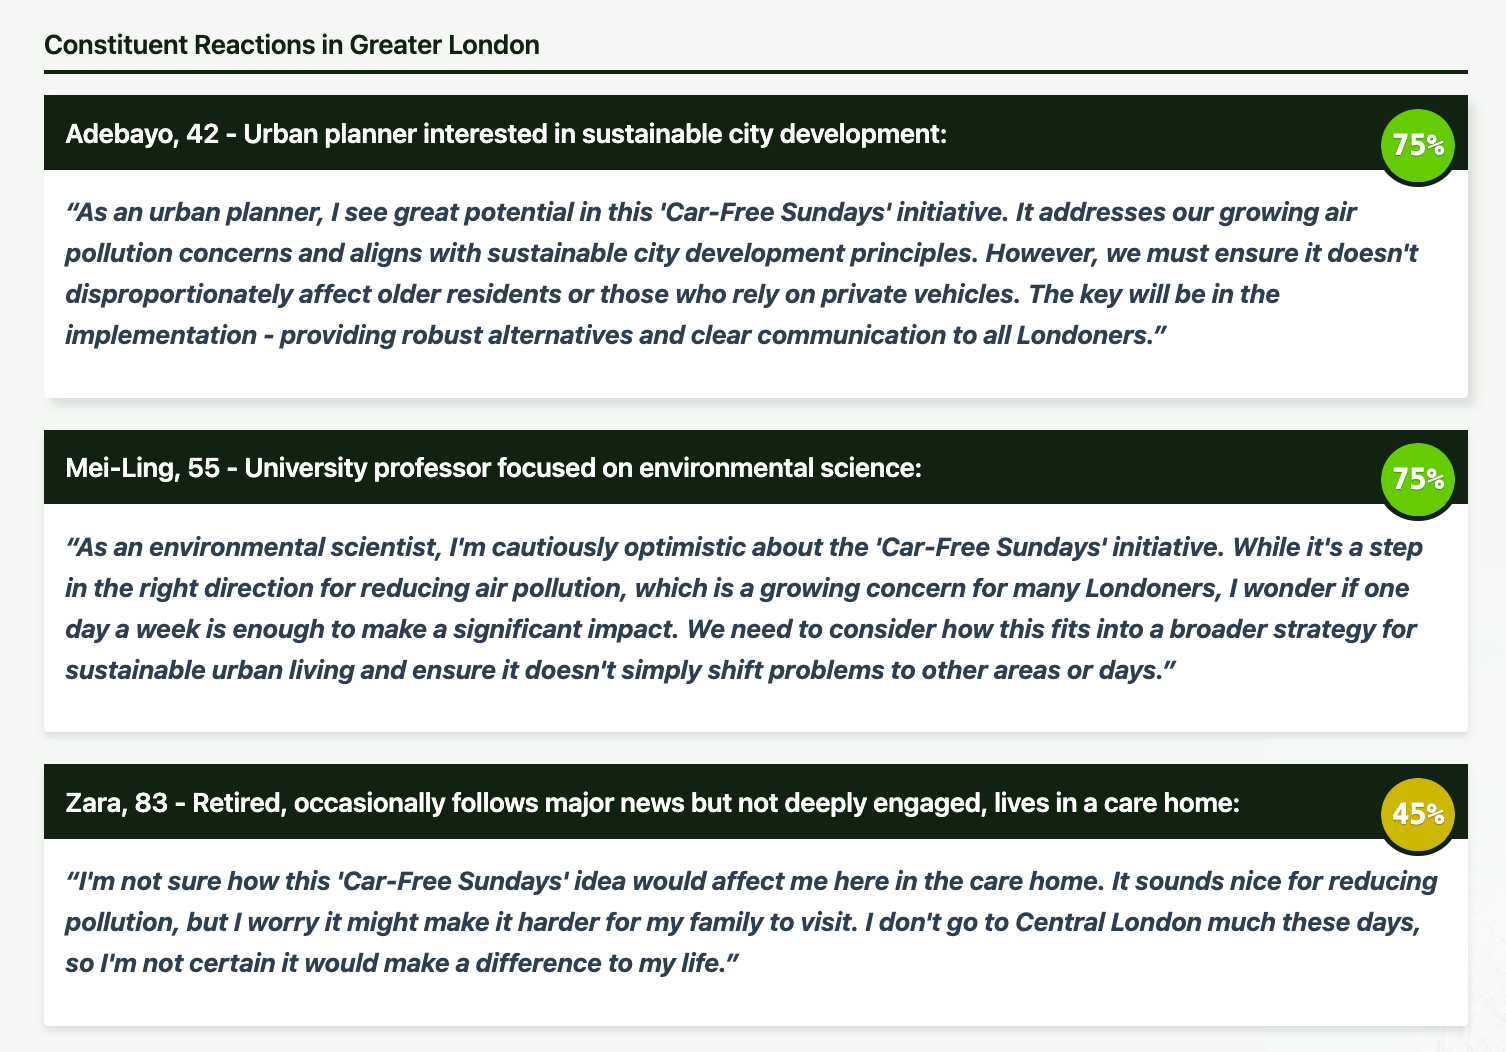 Constituent Reactions in Greater London
Adebayo, 42 - Urban planner interested in sustainable city development:
75%
“As an urban planner, I see great potential in this 'Car-Free Sundays' initiative. It addresses our growing air
pollution concerns and aligns with sustainable city development principles. However, we must ensure it doesn't
disproportionately affect older residents or those who rely on private vehicles. The key will be in the
implementation - providing robust alternatives and clear communication to all Londoners.”
Mei-Ling, 55 - University professor focused on environmental science:
75%
“As an environmental scientist, I'm cautiously optimistic about the 'Car-Free Sundays' initiative. While it's a step
in the right direction for reducing air pollution, which is a growing concern for many Londoners, I wonder if one
day a week is enough to make a significant impact. We need to consider how this fits into a broader strategy for
sustainable urban living and ensure it doesn't simply shift problems to other areas or days.”
Zara, 83 - Retired, occasionally follows major news but not deeply engaged, lives in a care home:
45%
“I'm not sure how this 'Car-Free Sundays' idea would affect me here in the care home. It sounds nice for reducing
pollution, but I worry it might make it harder for my family to visit. I don't go to Central London much these days,
so I'm not certain it would make a difference to my life.”